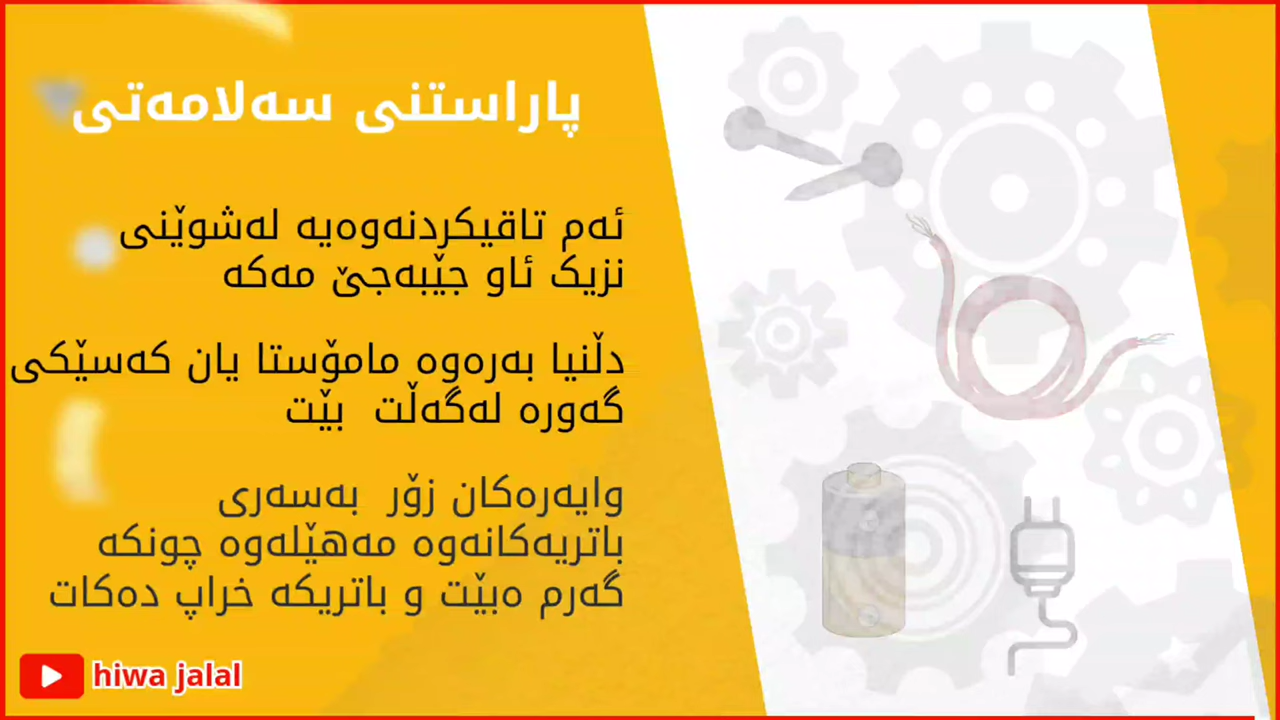 پاراستنی سەلامەتی
ئەم تاقیکردنەوەیە لەشوێنی
نزیک ئاو جێبەجێ مەکە
دڵنیا بەرەوە مامۆستا یان کەسێکی
گەورە لەگەڵت بێت
وایەرەکان زۆر بەسەری
باتریەکانەوە مەهێلەوە چونکە
گەرم ەبێت و باتریکە خراپ دەکات
hiwa jalal